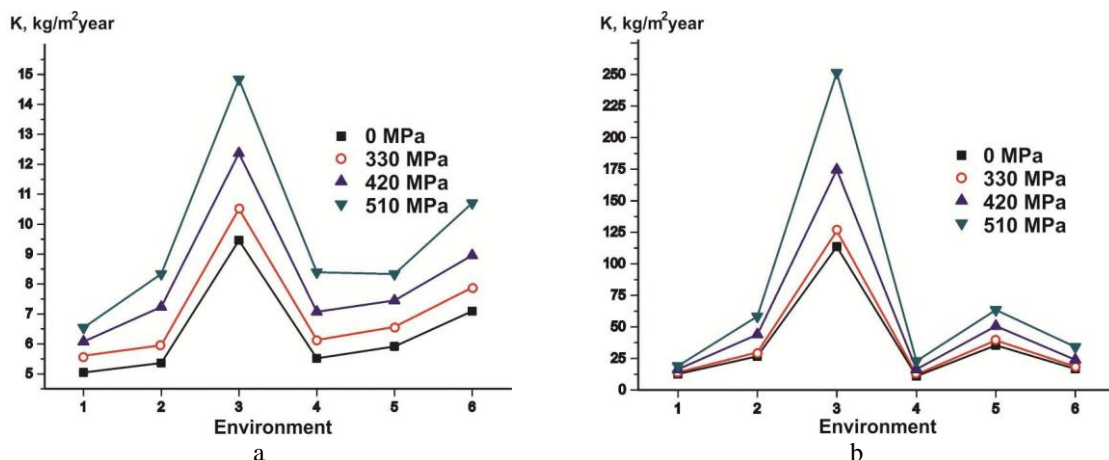 K, kg/m²year
15
14
13
12
11
10
9
8
7
6
5
0 MPa
330 MPa
420 MPa
510 MPa
1 2 3 4 5 6
Environment
a
K, kg/m²year
250
225
200
175
150
125
100
75
50
25
0
0 MPa
330 MPa
420 MPa
510 MPa
1 2 3 4 5 6
Environment
b